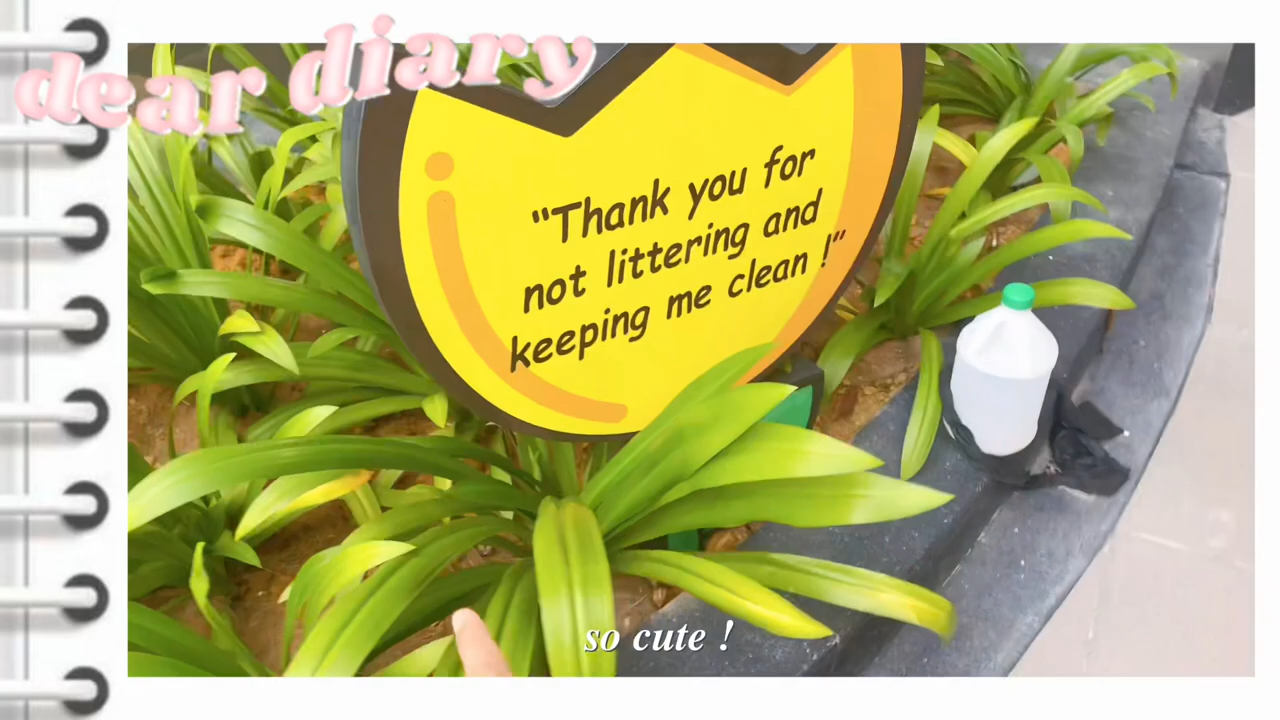 dear diary
"Thank you for
not littering and
keeping me clean !"
so cute !